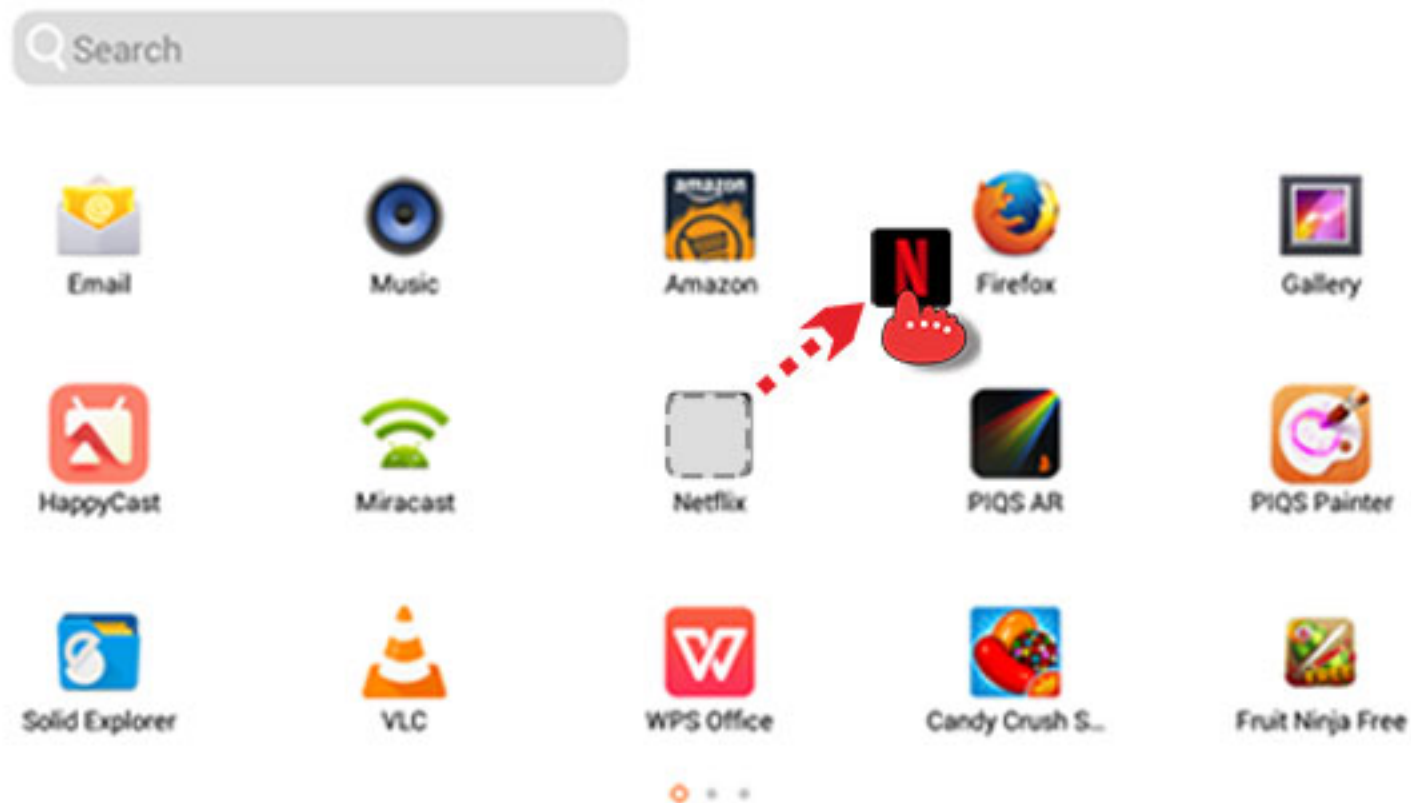 Search
amazon
Email
Music
Amazon
N
Firefox
Gallery
HappyCast
Miracast
Netflix
PIQS AR
PIQS Painter
S
W
FREE
Solid Explorer
VLC
WPS Office
Candy Crush S...
Fruit Ninja Free